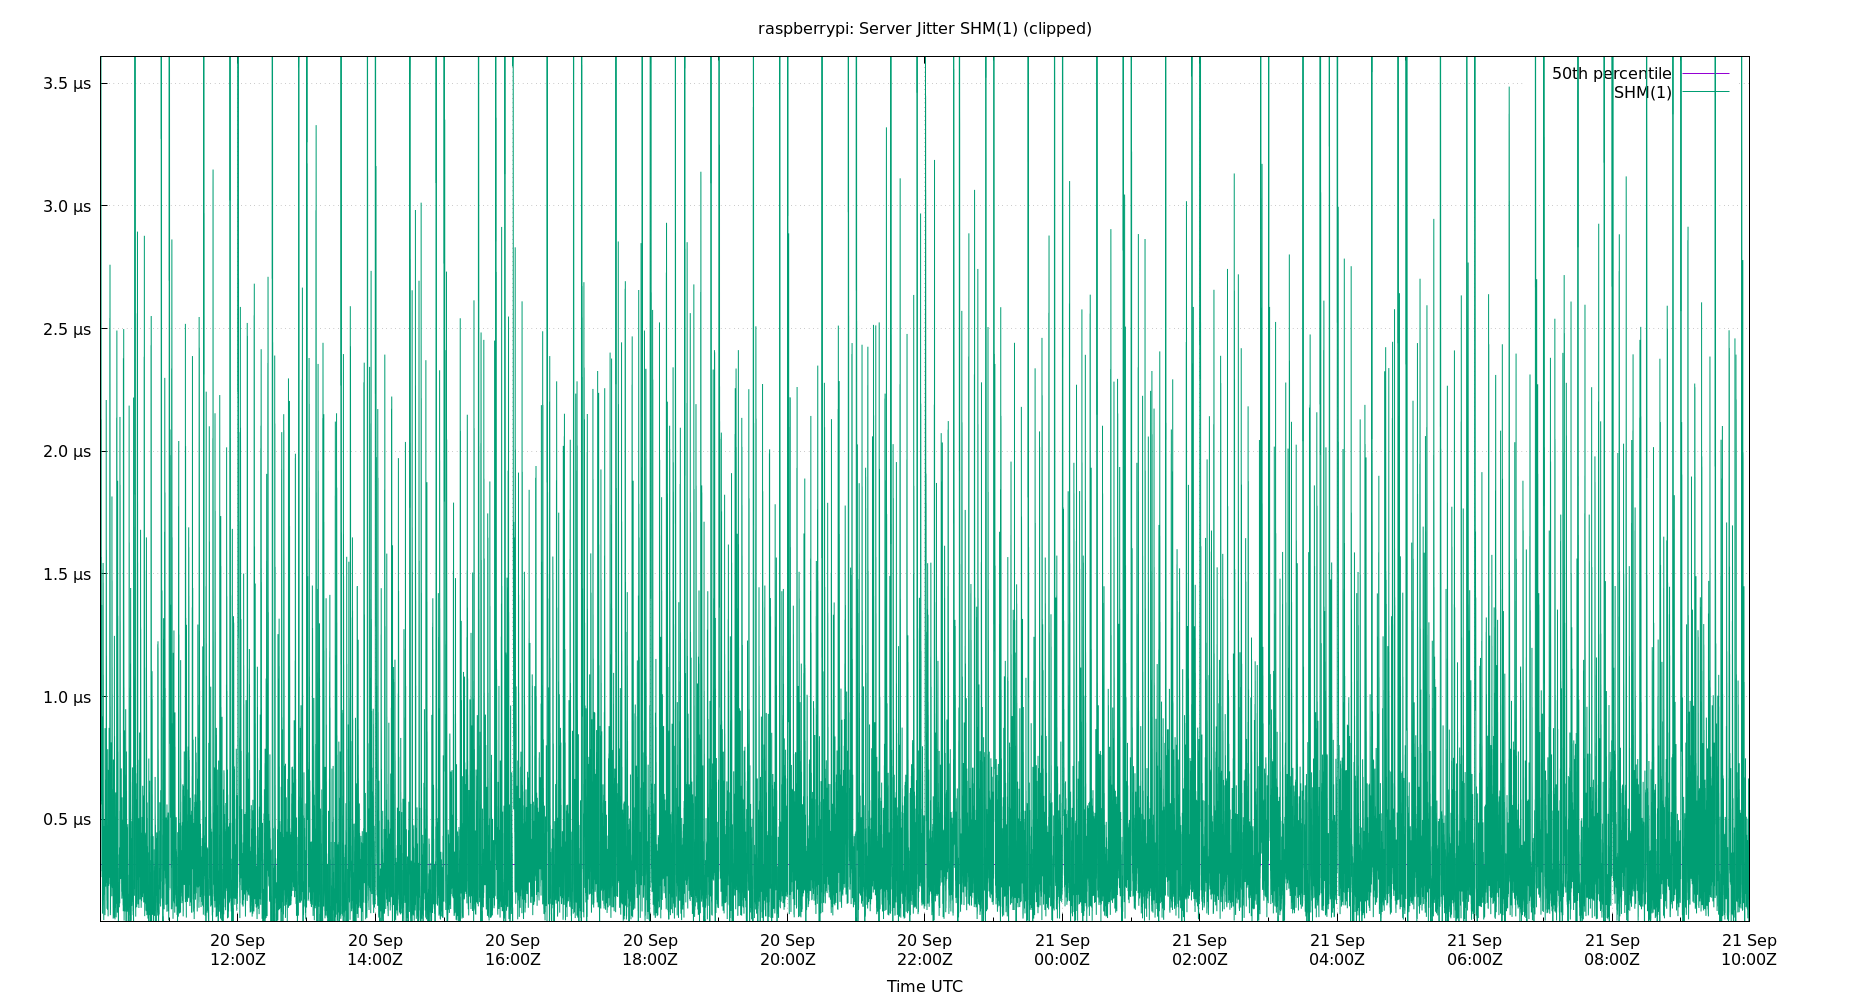 raspberrypi: Server Jitter SHM(1) (clipped)
50th percentile
SHM(1)
3.5 µs
3.0 µs
2.5 µs
2.0 µs
1.5 µs
1.0 µs
0.5 µs
20 Sep 20 Sep 20 Sep 20 Sep 20 Sep 20 Sep 21 Sep 21 Sep 21 Sep 21 Sep 21 Sep 21 Sep
12:00Z 14:00Z 16:00Z 18:00Z 20:00Z 22:00Z 00:00Z 02:00Z 04:00Z 06:00Z 08:00Z 10:00Z
Time UTC